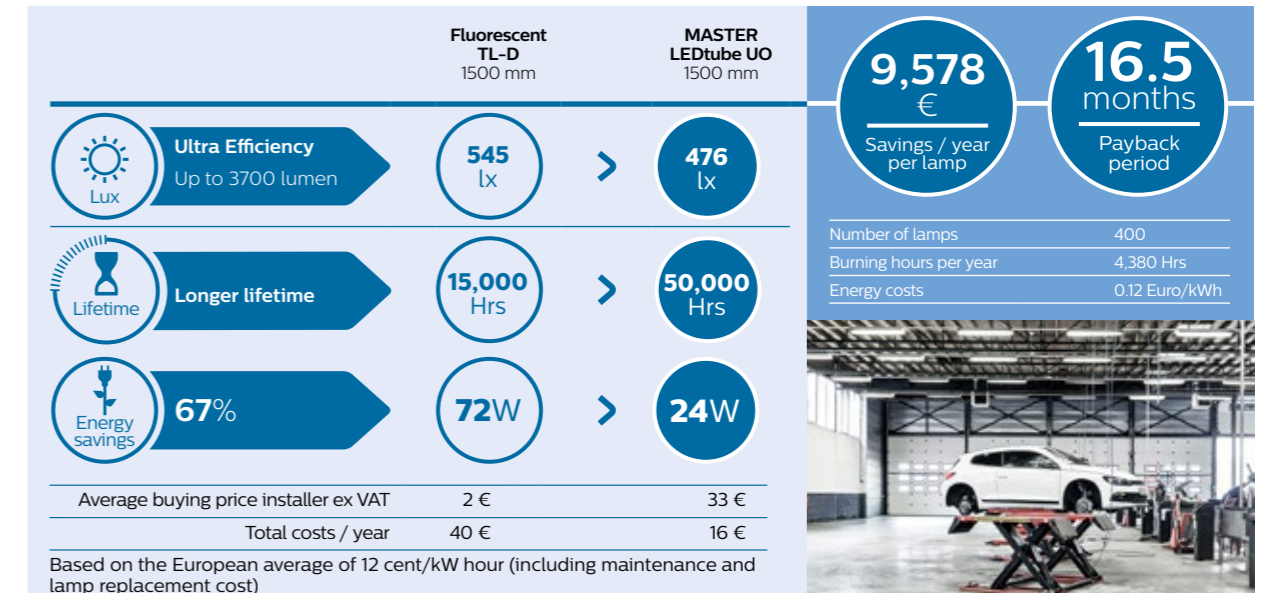 Fluorescent
TL-D
1500 mm
MASTER
LEDtube UO
1500 mm
Lux
Ultra Efficiency
Up to 3700 lumen
545
lx
>
476
lx
Lifetime
Longer lifetime
15,000
Hrs
>
50,000
Hrs
Energy
savings
67%
72W
>
24W
Average buying price installer ex VAT 2 € 33 €
Total costs / year 40 € 16 €
Based on the European average of 12 cent/kW hour (including maintenance and
lamp replacement cost)
9,578
€
Savings / year
per lamp
16.5
months
Payback
period
Number of lamps 400
Burning hours per year 4,380 Hrs
Energy costs 0.12 Euro/kWh